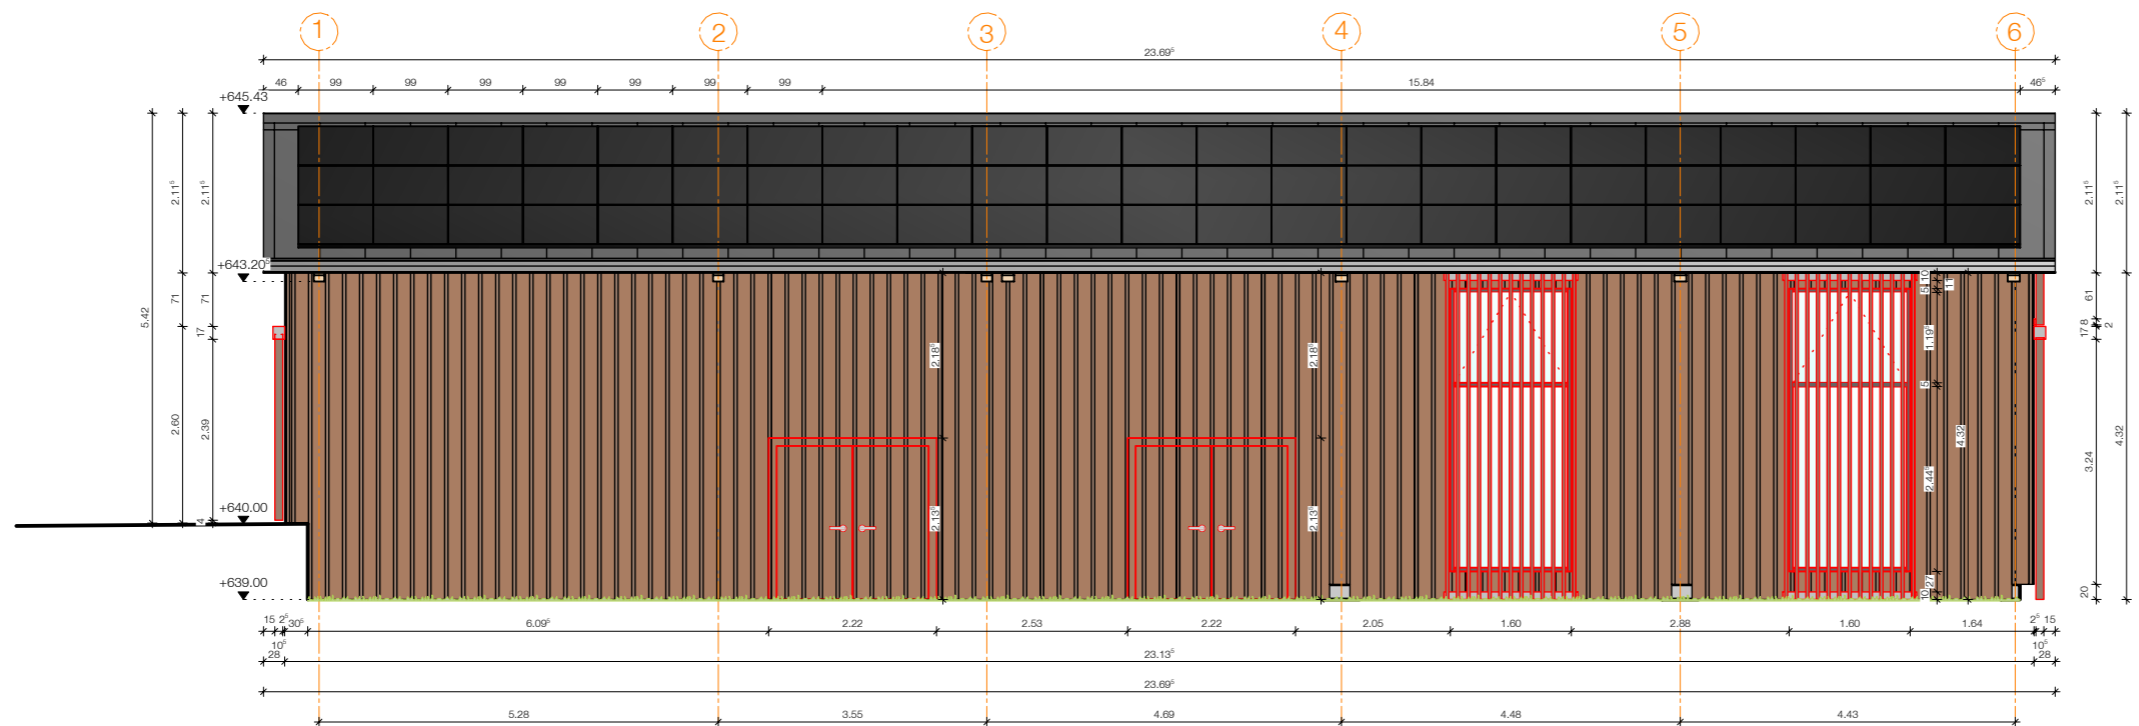 1 2 3 4 5 6
23.69⁵
46 99 99 99 99 99 99 99 15.84 46⁵
+645.43
+643.20⁵
+640.00
+639.00
5.42
2.11⁵ 71 2.60
2.11⁵ 71 17 2.39 4
2.18⁵ 2.13⁵
2.18⁵ 2.13⁵
10 5 11 1.19⁵ 5 2.44⁵ 27 10
4.32
2.11⁵ 61 8 2 17 3.24 20
2.11⁵ 4.32
15 2⁵ 30⁵ 6.09⁵ 2.22 2.53 2.22 2.05 1.60 2.88 1.60 1.64 2⁵ 15
10⁵ 10⁵
28 23.13⁵ 28
23.69⁵
5.28 3.55 4.69 4.48 4.43